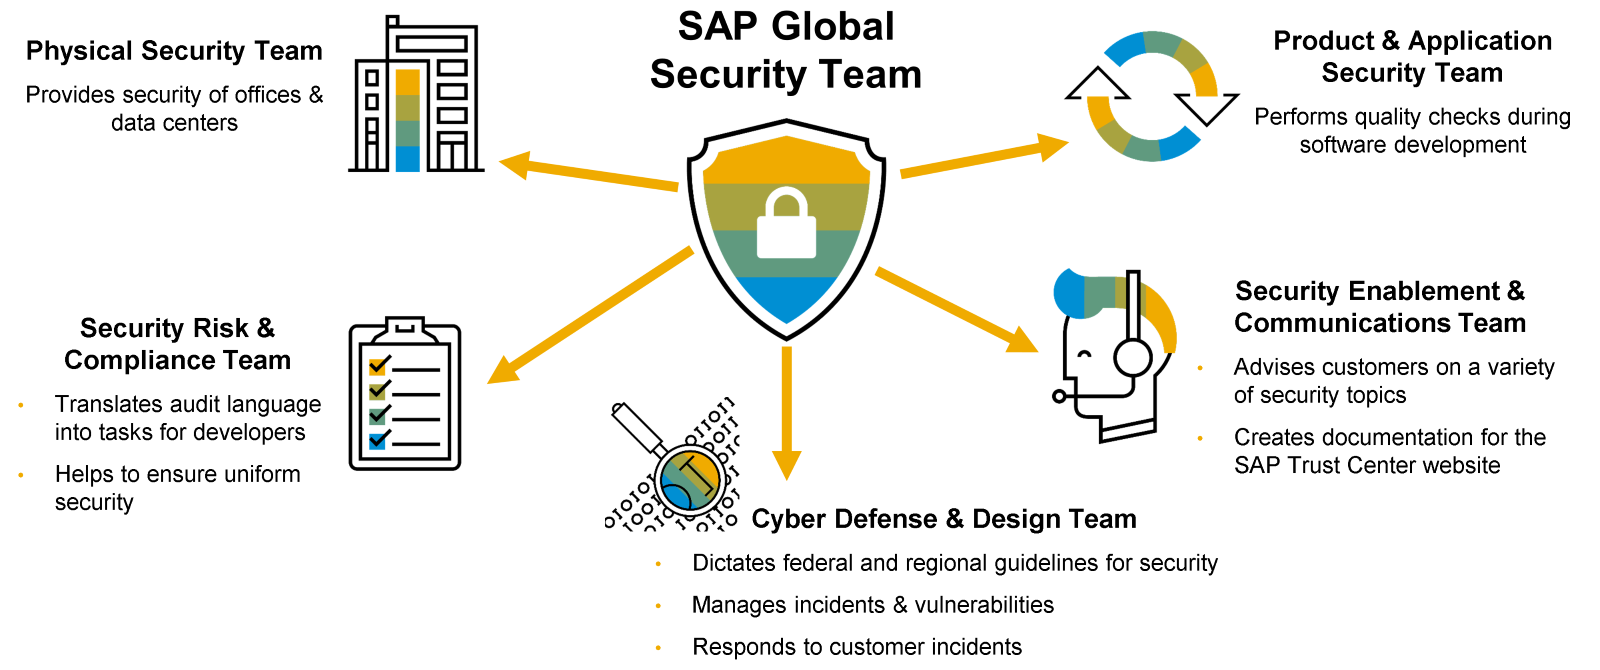 SAP Global
Security Team
Physical Security Team
Provides security of offices &
data centers
Product & Application
Security Team
Performs quality checks during
software development
Security Risk &
Compliance Team
• Translates audit language
into tasks for developers
• Helps to ensure uniform
security
Security Enablement &
Communications Team
• Advises customers on a variety
of security topics
• Creates documentation for the
SAP Trust Center website
Cyber Defense & Design Team
• Dictates federal and regional guidelines for security
• Manages incidents & vulnerabilities
• Responds to customer incidents